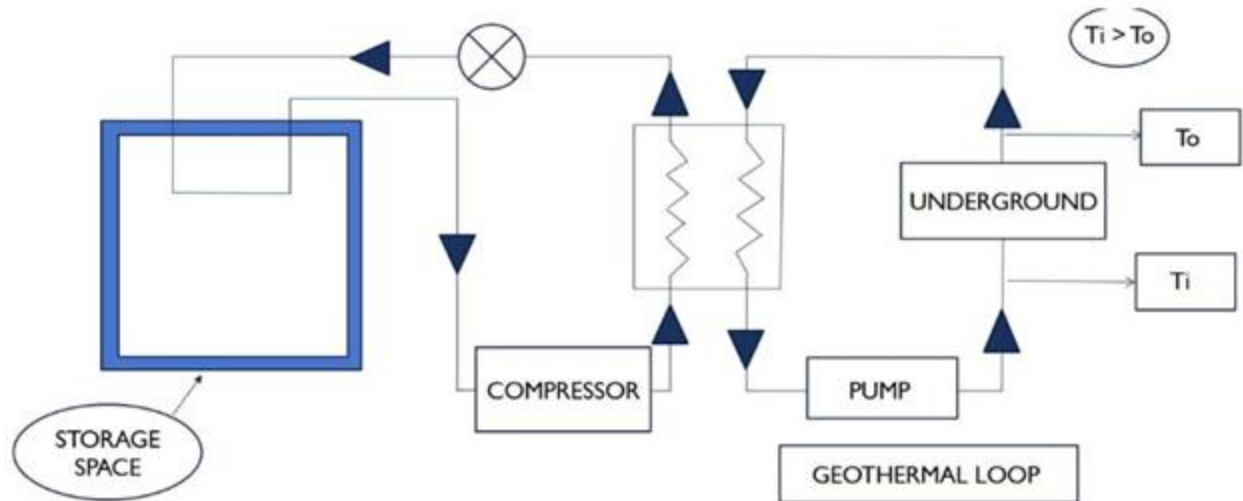 Ti > To
To
UNDERGROUND
Ti
COMPRESSOR
PUMP
STORAGE
SPACE
GEOTHERMAL LOOP